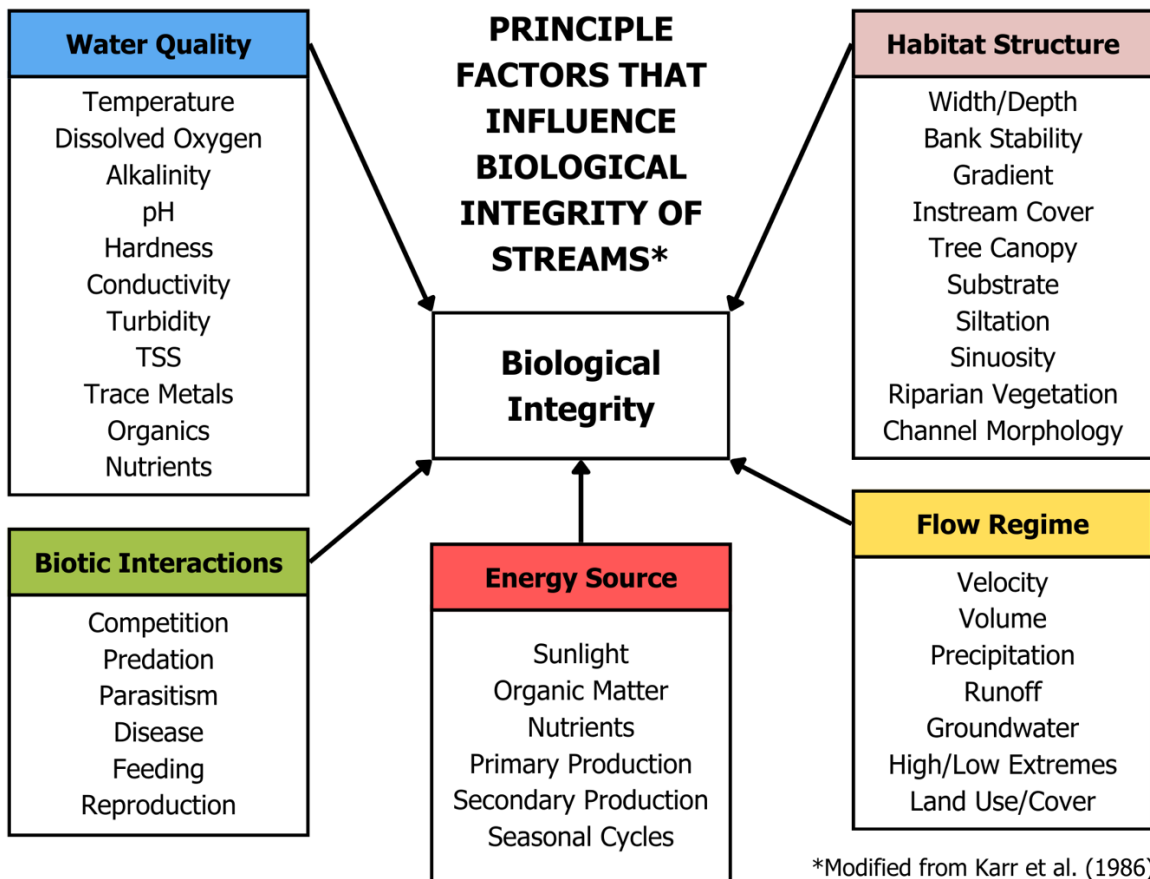 PRINCIPLE
FACTORS THAT
INFLUENCE
BIOLOGICAL
INTEGRITY OF
STREAMS*
Water Quality
Temperature
Dissolved Oxygen
Alkalinity
pH
Hardness
Conductivity
Turbidity
TSS
Trace Metals
Organics
Nutrients
Habitat Structure
Width/Depth
Bank Stability
Gradient
Instream Cover
Tree Canopy
Substrate
Siltation
Sinuosity
Riparian Vegetation
Channel Morphology
Biological
Integrity
Biotic Interactions
Competition
Predation
Parasitism
Disease
Feeding
Reproduction
Energy Source
Sunlight
Organic Matter
Nutrients
Primary Production
Secondary Production
Seasonal Cycles
Flow Regime
Velocity
Volume
Precipitation
Runoff
Groundwater
High/Low Extremes
Land Use/Cover
*Modified from Karr et al. (1986)